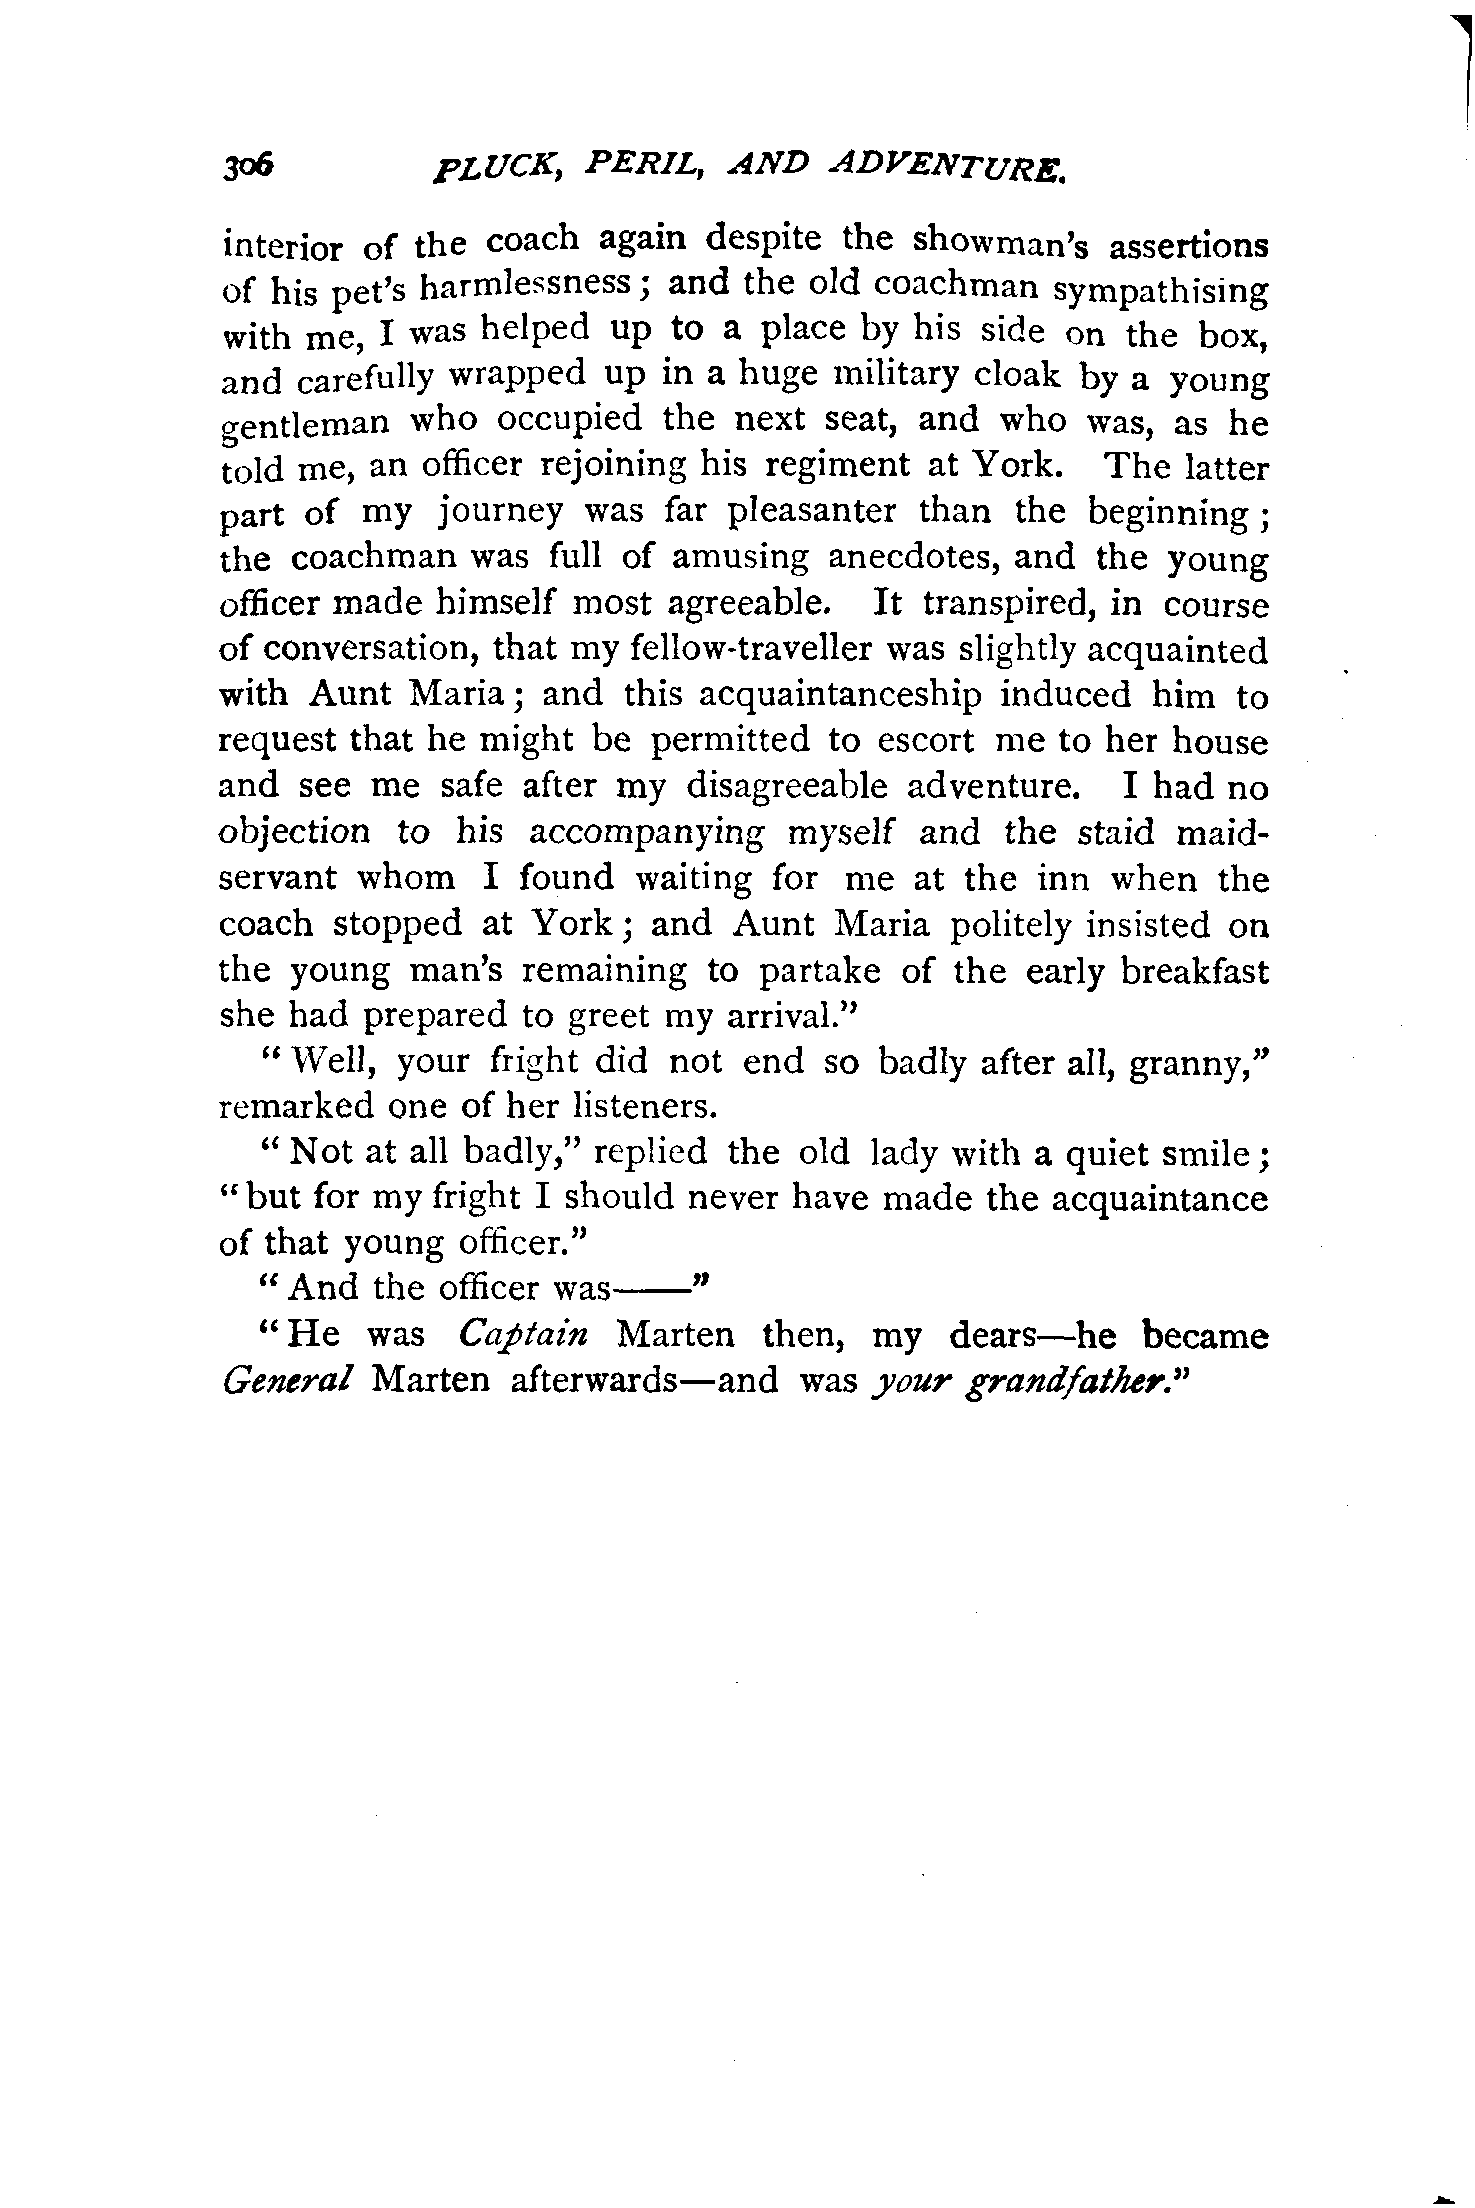 306 PLUCK, PERIL, AND ADVENTURE.
interior of the coach again despite the showman's assertions
of his pet's harmlessness; and the old coachman sympathising
with me, I was helped up to a place by his side on the box,
and carefully wrapped up in a huge military cloak by a young
gentleman who occupied the next seat, and who was, as he
told me, an officer rejoining his regiment at York. The latter
part of my journey was far pleasanter than the beginning;
the coachman was full of amusing anecdotes, and the young
officer made himself most agreeable. It transpired, in course
of conversation, that my fellow-traveller was slightly acquainted
with Aunt Maria; and this acquaintanceship induced him to
request that he might be permitted to escort me to her house
and see me safe after my disagreeable adventure. I had no
objection to his accompanying myself and the staid maid-
servant whom I found waiting for me at the inn when the
coach stopped at York; and Aunt Maria politely insisted on
the young man's remaining to partake of the early breakfast
she had prepared to greet my arrival."
"Well, your fright did not end so badly after all, granny,"
remarked one of her listeners.
"Not at all badly," replied the old lady with a quiet smile;
"but for my fright I should never have made the acquaintance
of that young officer."
"And the officer was——"
"He was Captain Marten then, my dears—he became
General Marten afterwards—and was your grandfather."